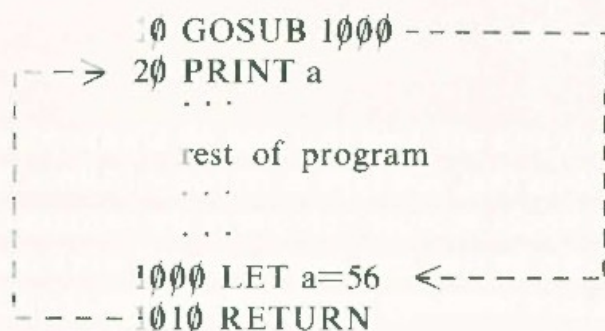 10 GOSUB 1000
20 PRINT a
. . .
rest of program
. . .
. . .
1000 LET a=56
1010 RETURN